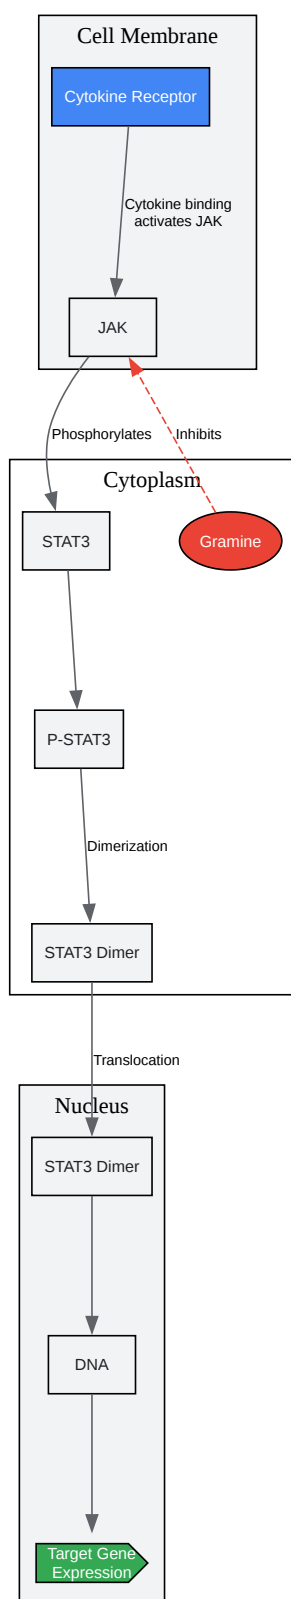 Cell Membrane
Cytokine Receptor
Cytokine binding
activates JAK
JAK
Phosphorylates
Inhibits
Cytoplasm
STAT3
Gramine
P-STAT3
Dimerization
STAT3 Dimer
Translocation
Nucleus
STAT3 Dimer
DNA
Target Gene
Expression